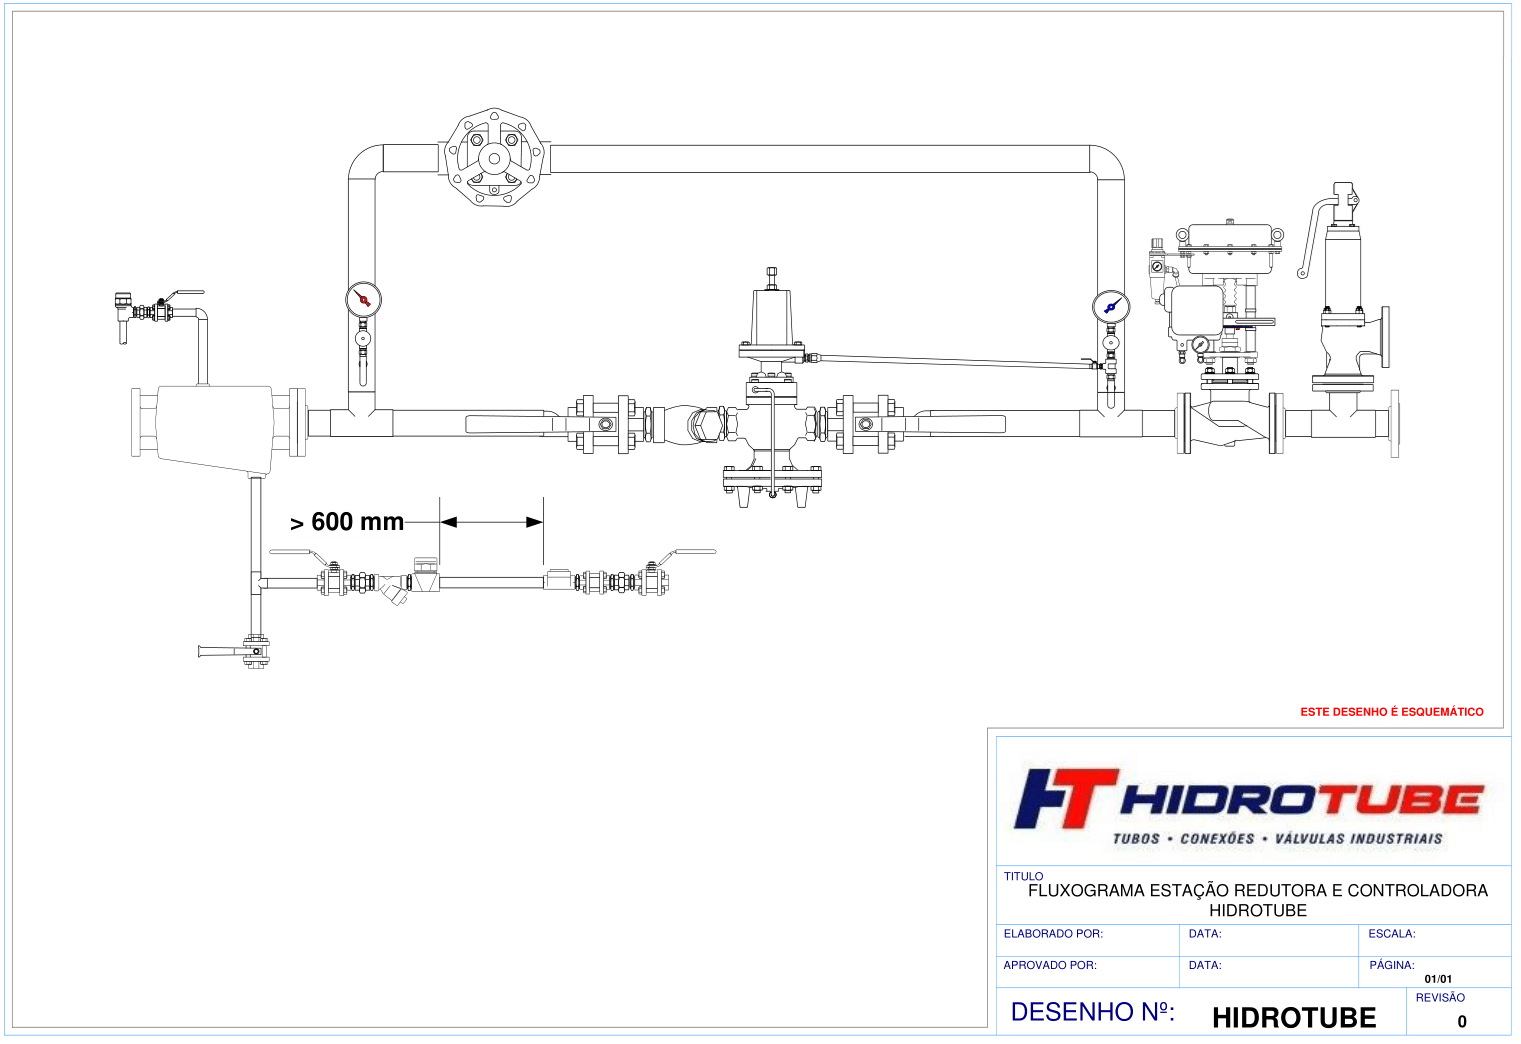 > 600 mm
ESTE DESENHO É ESQUEMÁTICO
HT HIDROTUBE
TUBOS • CONEXÕES • VÁLVULAS INDUSTRIAIS
TITULO
FLUXOGRAMA ESTAÇÃO REDUTORA E CONTROLADORA
HIDROTUBE
ELABORADO POR: DATA: ESCALA:
APROVADO POR: DATA: PÁGINA:
01/01
DESENHO Nº: HIDROTUBE
REVISÃO
0